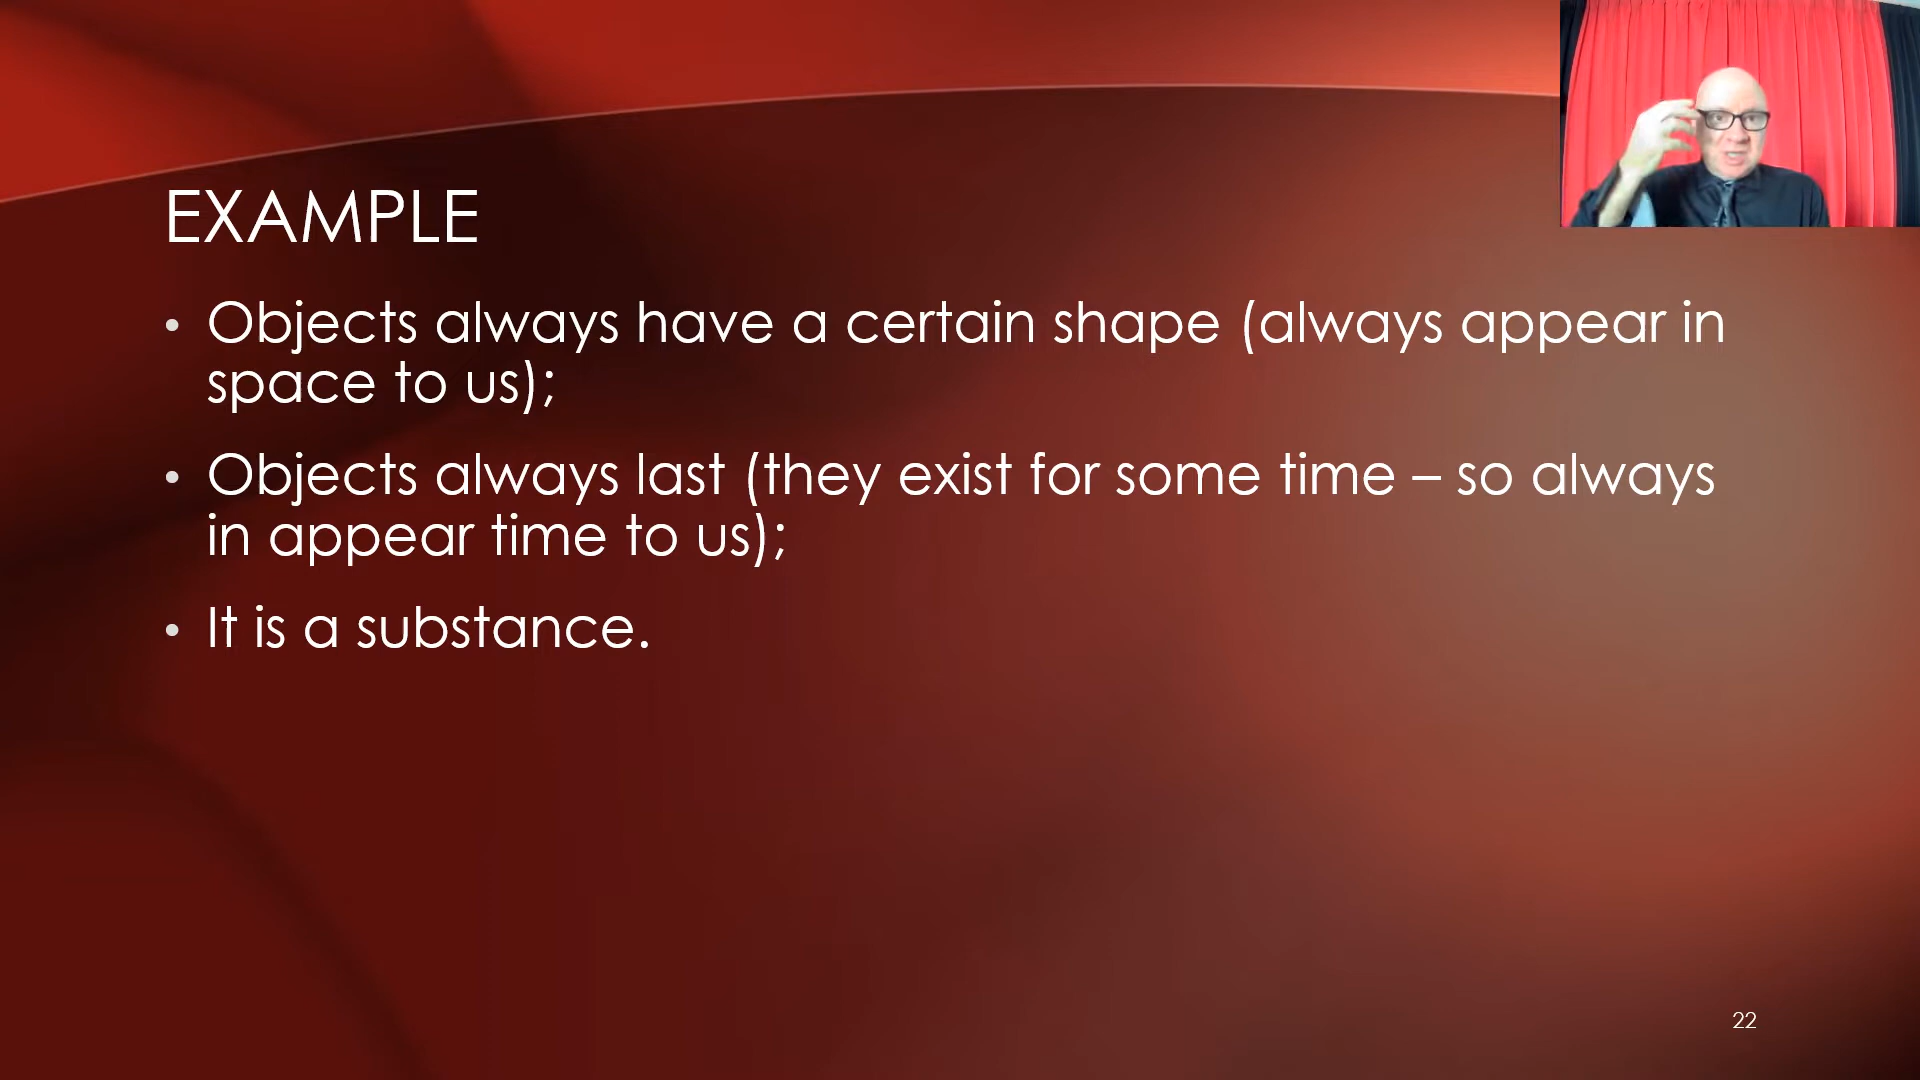 EXAMPLE
• Objects always have a certain shape (always appear in
space to us);
• Objects always last (they exist for some time – so always
in appear time to us);
• It is a substance.
22